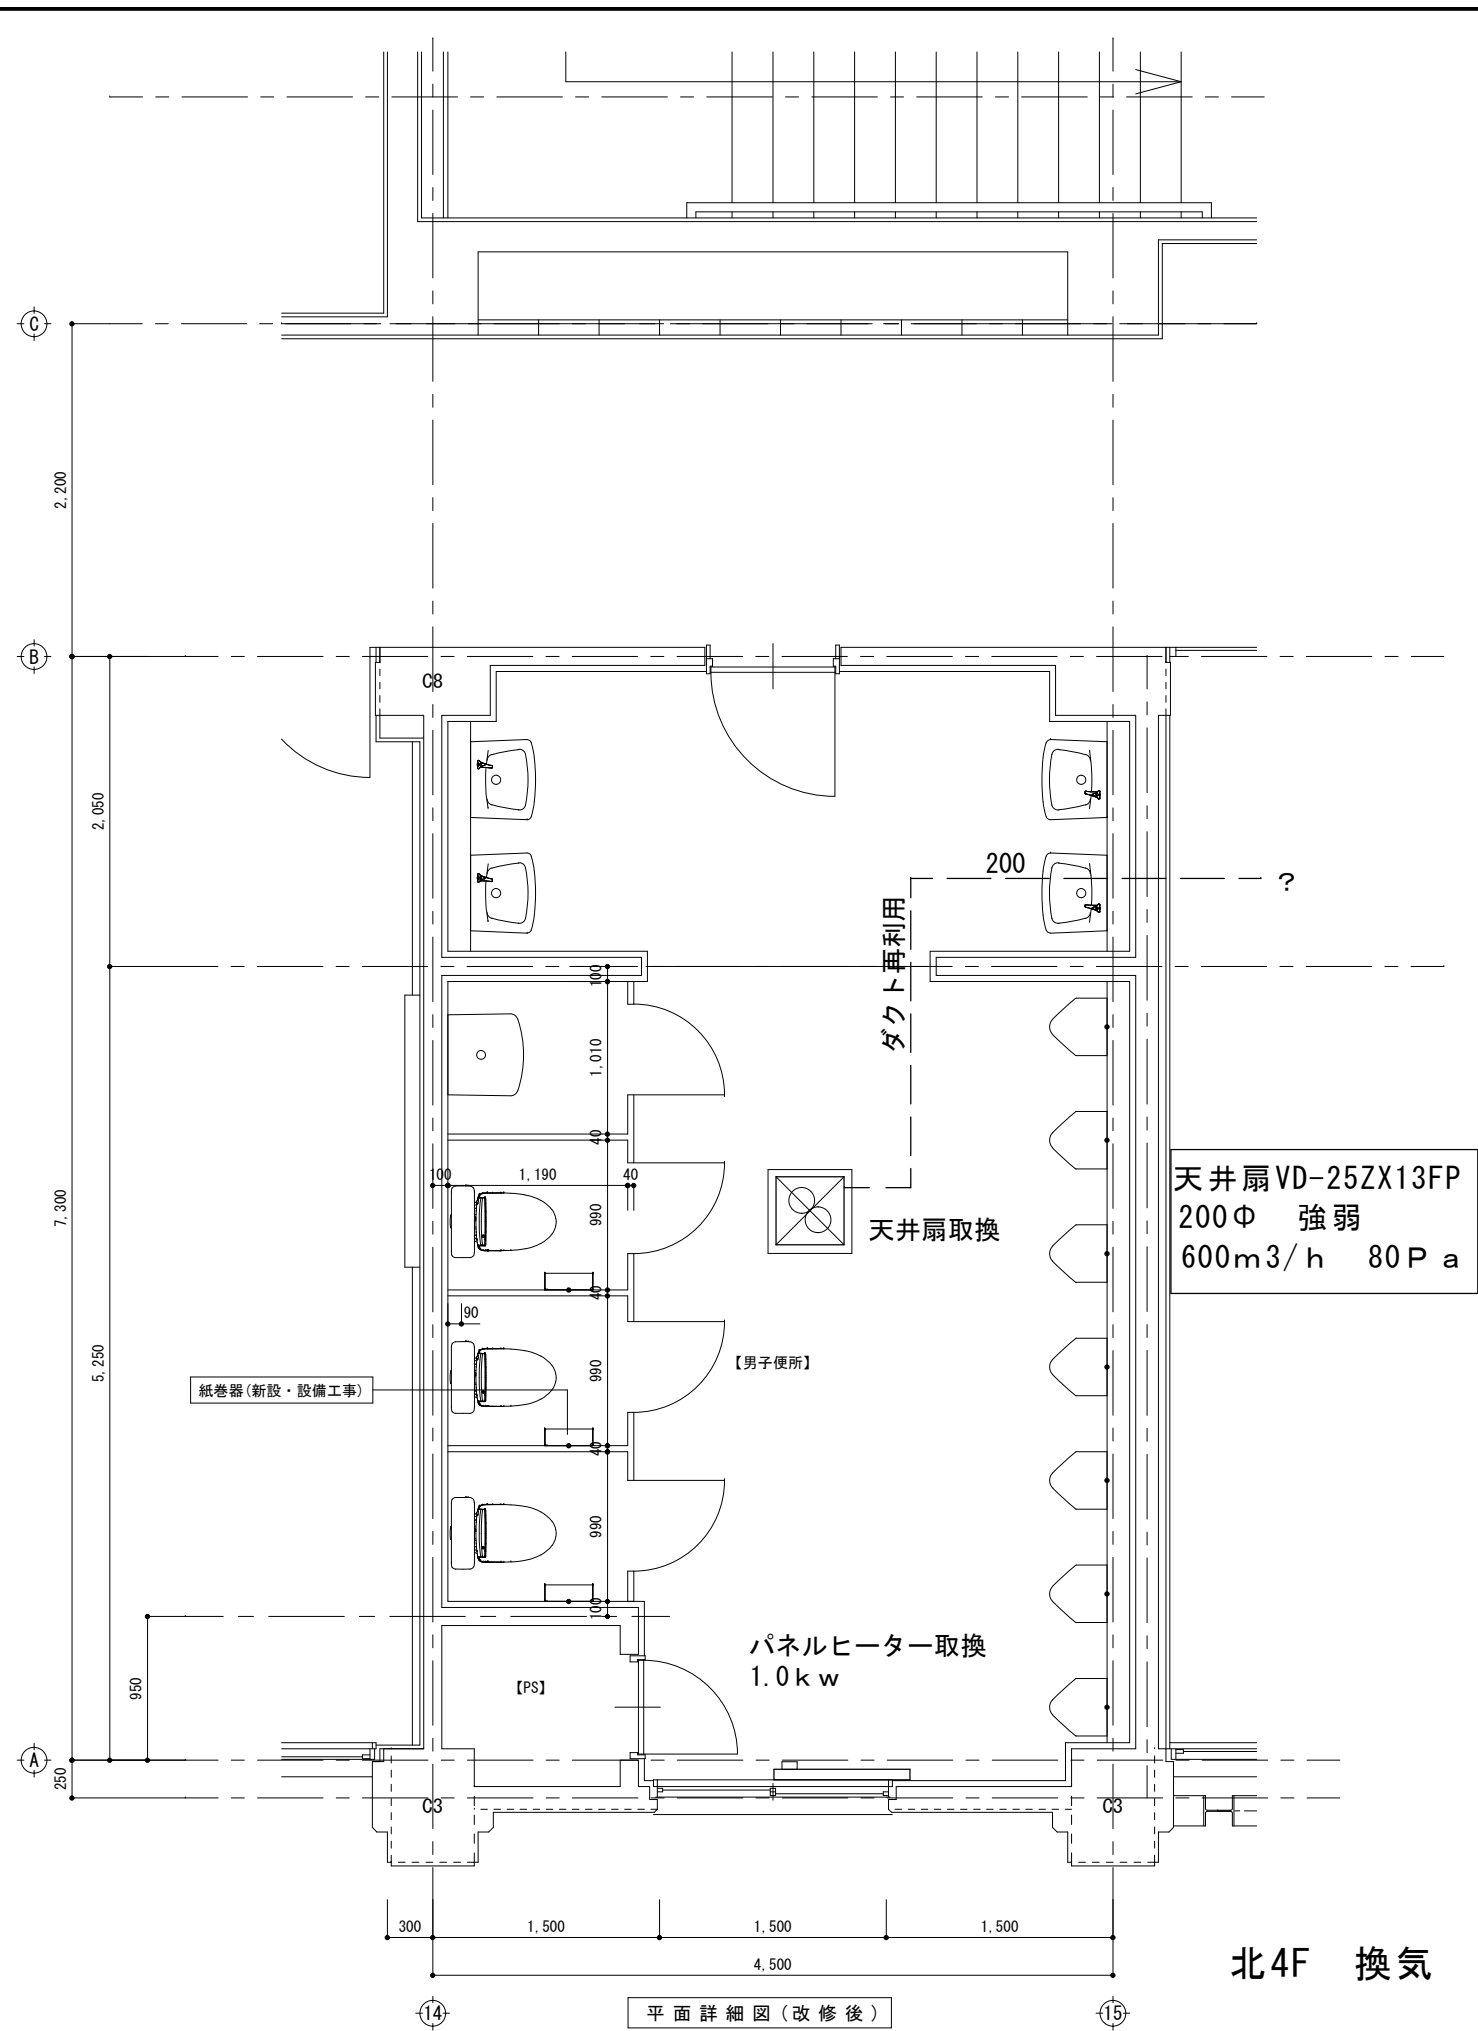 C
2,200
B
C8
2,050
200
?
ダクト再利用
100
1,010
40
100
1,190
40
990
天井扇取換
天井扇VD-25ZX13FP
200Φ　強弱
600m3/h　80Pa
7,300
40
90
5,250
990
【男子便所】
紙巻器(新設・設備工事)
40
990
100
パネルヒーター取換
1.0kw
950
【PS】
A
250
C3
C3
300
1,500
1,500
1,500
4,500
北4F　換気
14
平面詳細図(改修後)
15